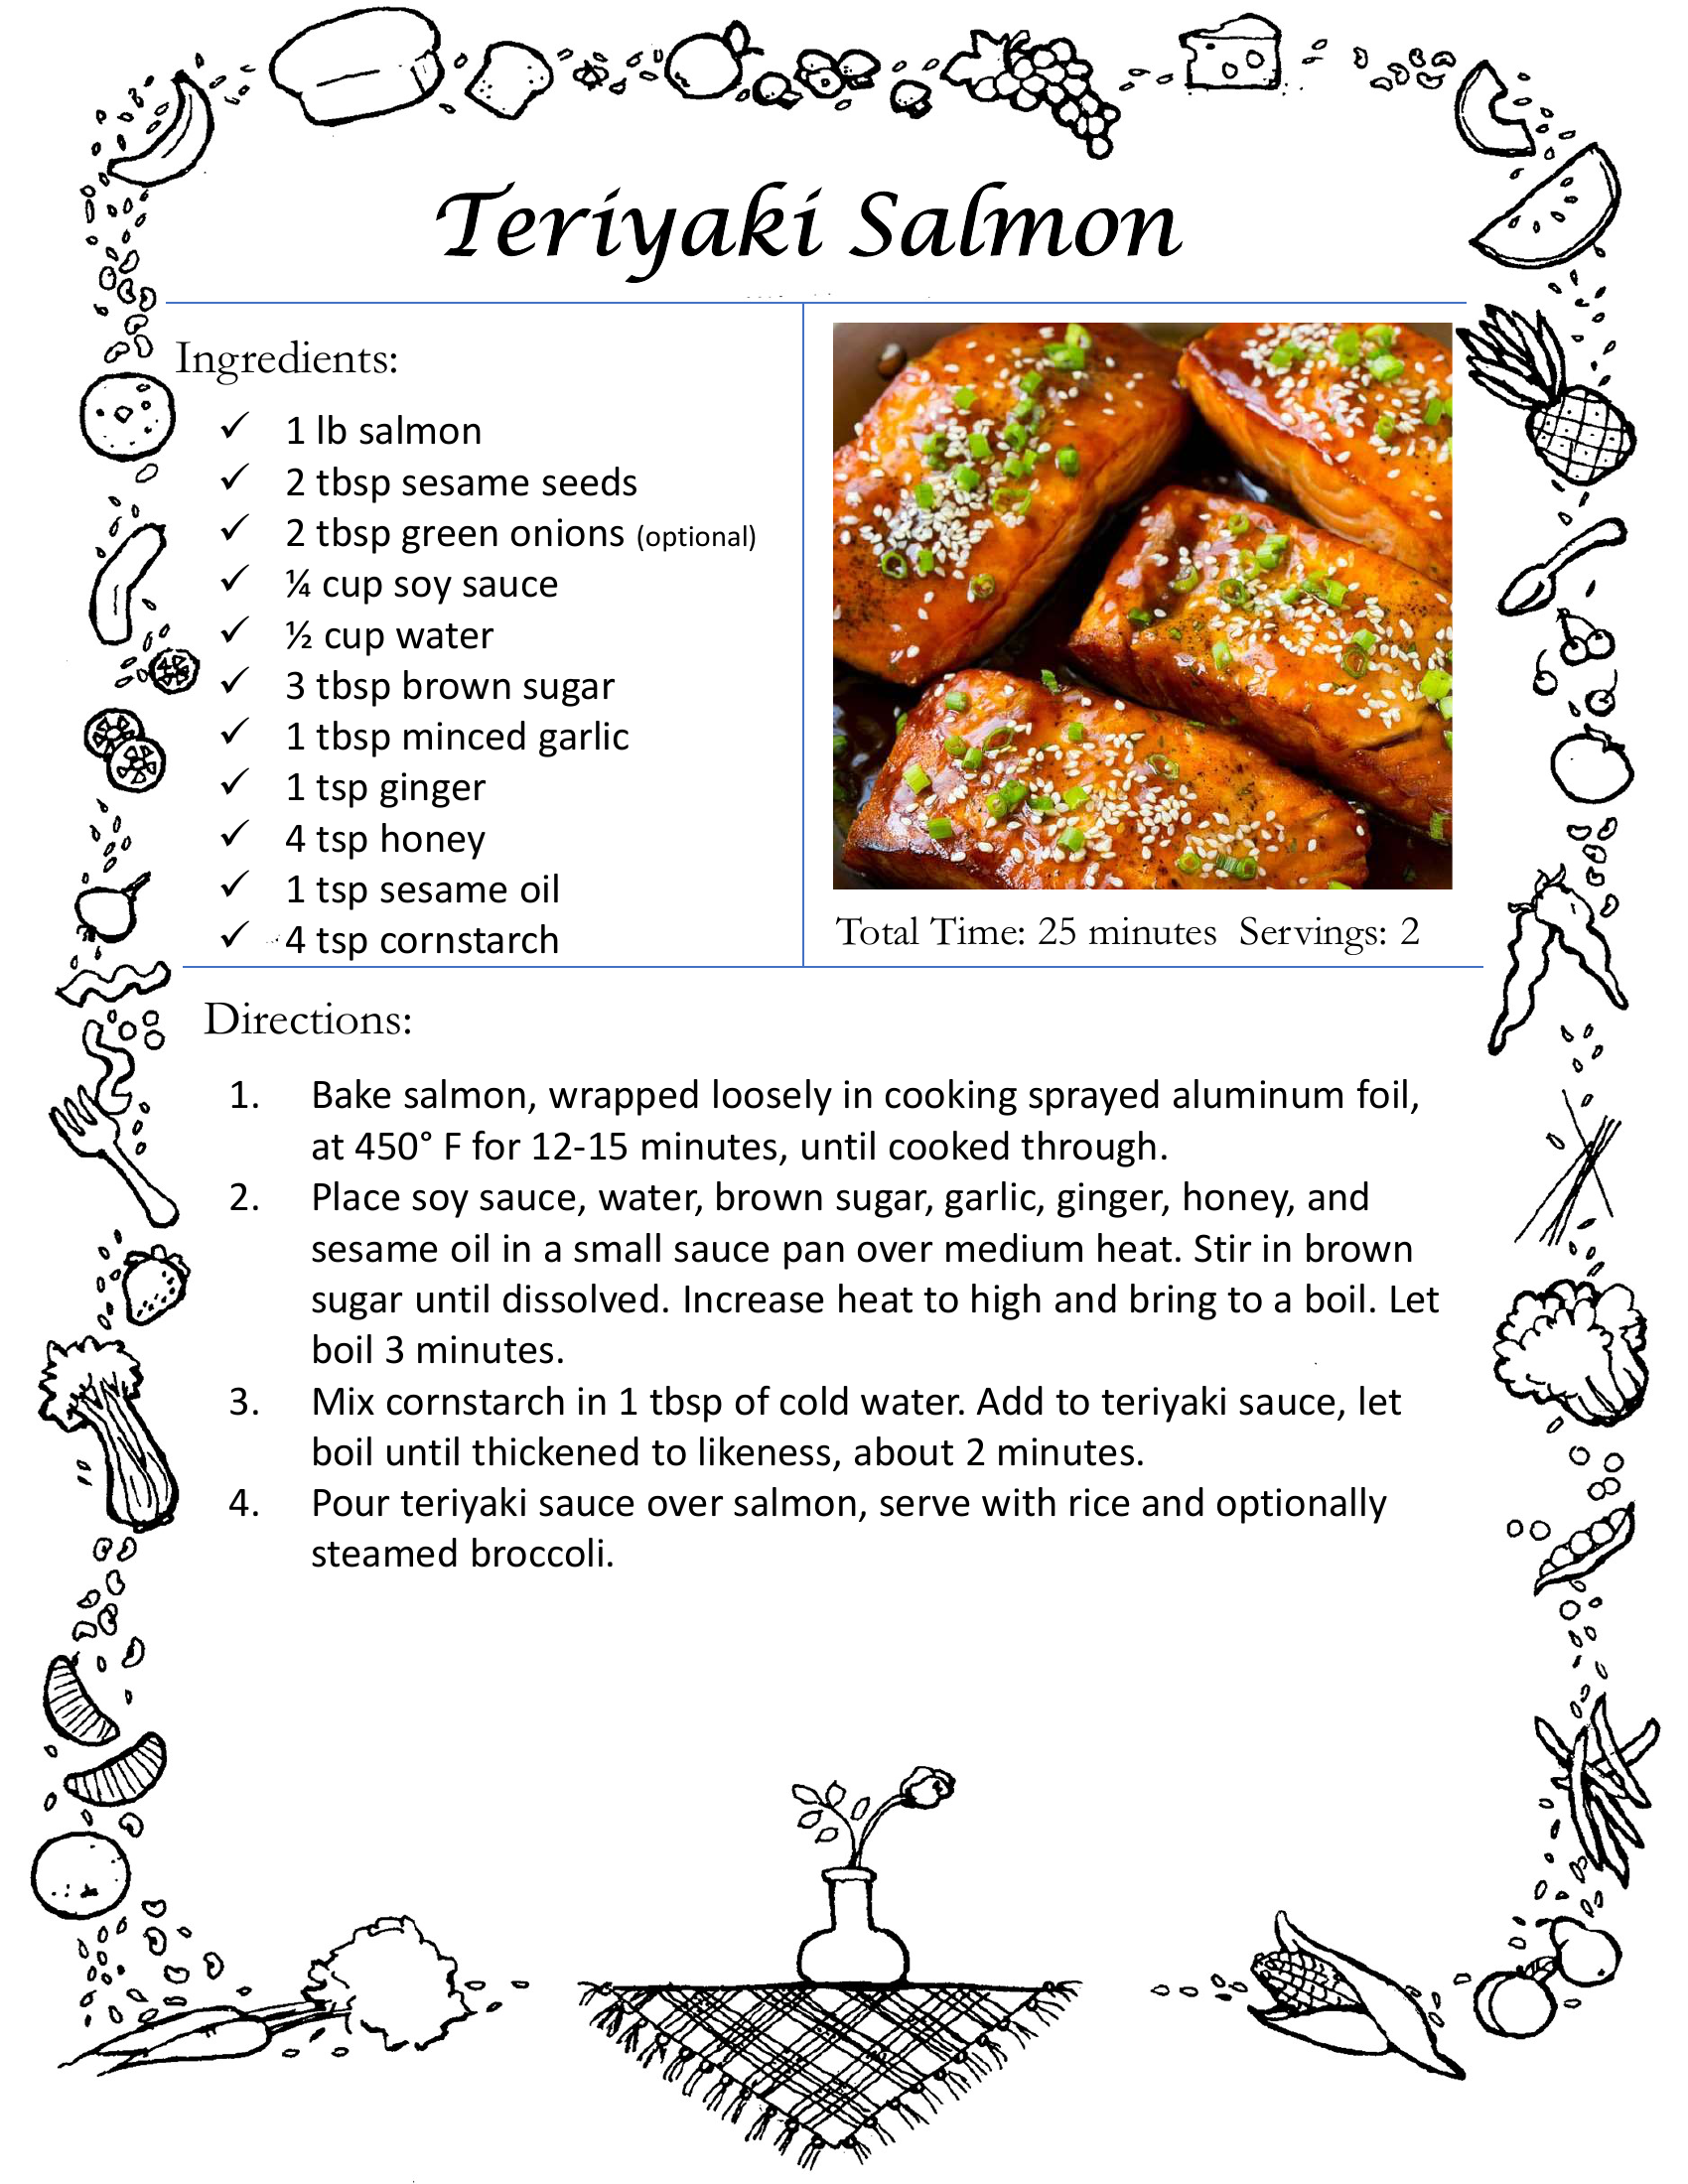 Teriyaki Salmon
Ingredients:
✓ 1 lb salmon
✓ 2 tbsp sesame seeds
✓ 2 tbsp green onions (optional)
✓ ¼ cup soy sauce
✓ ½ cup water
✓ 3 tbsp brown sugar
✓ 1 tbsp minced garlic
✓ 1 tsp ginger
✓ 4 tsp honey
✓ 1 tsp sesame oil
✓ 4 tsp cornstarch
Total Time: 25 minutes Servings: 2
Directions:
1. Bake salmon, wrapped loosely in cooking sprayed aluminum foil,
at 450° F for 12-15 minutes, until cooked through.
2. Place soy sauce, water, brown sugar, garlic, ginger, honey, and
sesame oil in a small sauce pan over medium heat. Stir in brown
sugar until dissolved. Increase heat to high and bring to a boil. Let
boil 3 minutes.
3. Mix cornstarch in 1 tbsp of cold water. Add to teriyaki sauce, let
boil until thickened to likeness, about 2 minutes.
4. Pour teriyaki sauce over salmon, serve with rice and optionally
steamed broccoli.